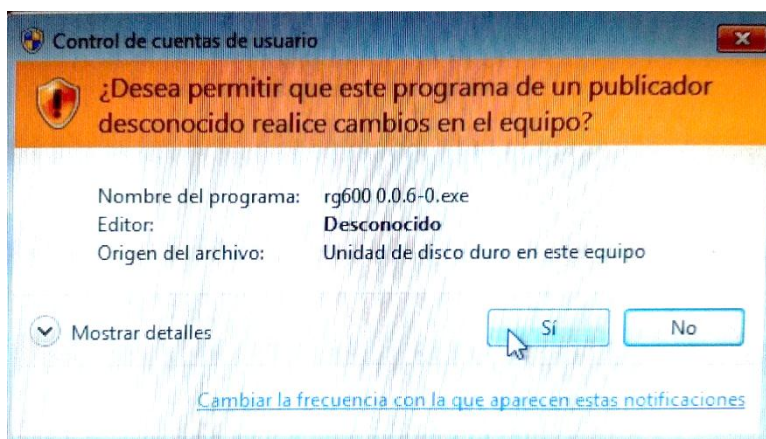 Control de cuentas de usuario
¿Desea permitir que este programa de un publicador
desconocido realice cambios en el equipo?
Nombre del programa: rg600 0.0.6-0.exe
Editor: Desconocido
Origen del archivo: Unidad de disco duro en este equipo
Mostrar detalles
Sí
No
Cambiar la frecuencia con la que aparecen estas notificaciones